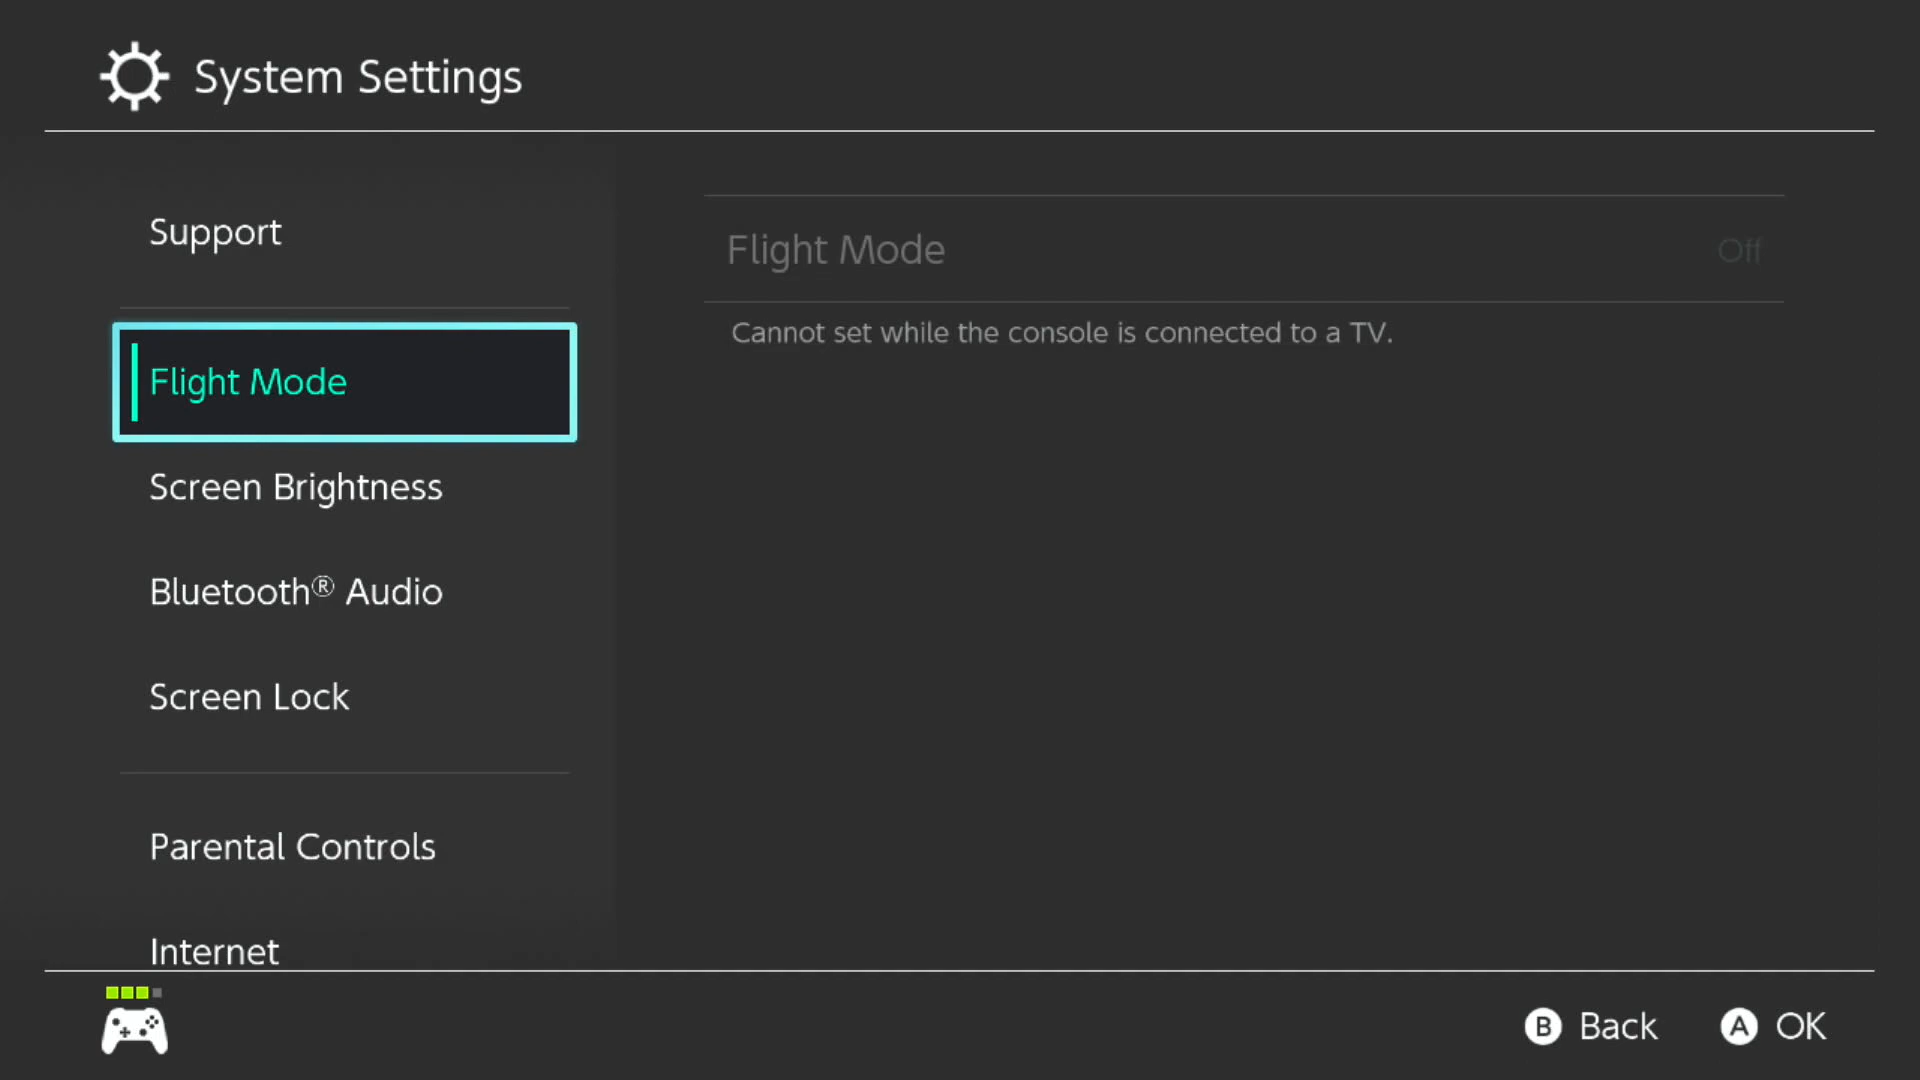 System Settings
Support
Flight Mode
Screen Brightness
Bluetooth® Audio
Screen Lock
Parental Controls
Internet
Flight Mode Off
Cannot set while the console is connected to a TV.
B Back A OK